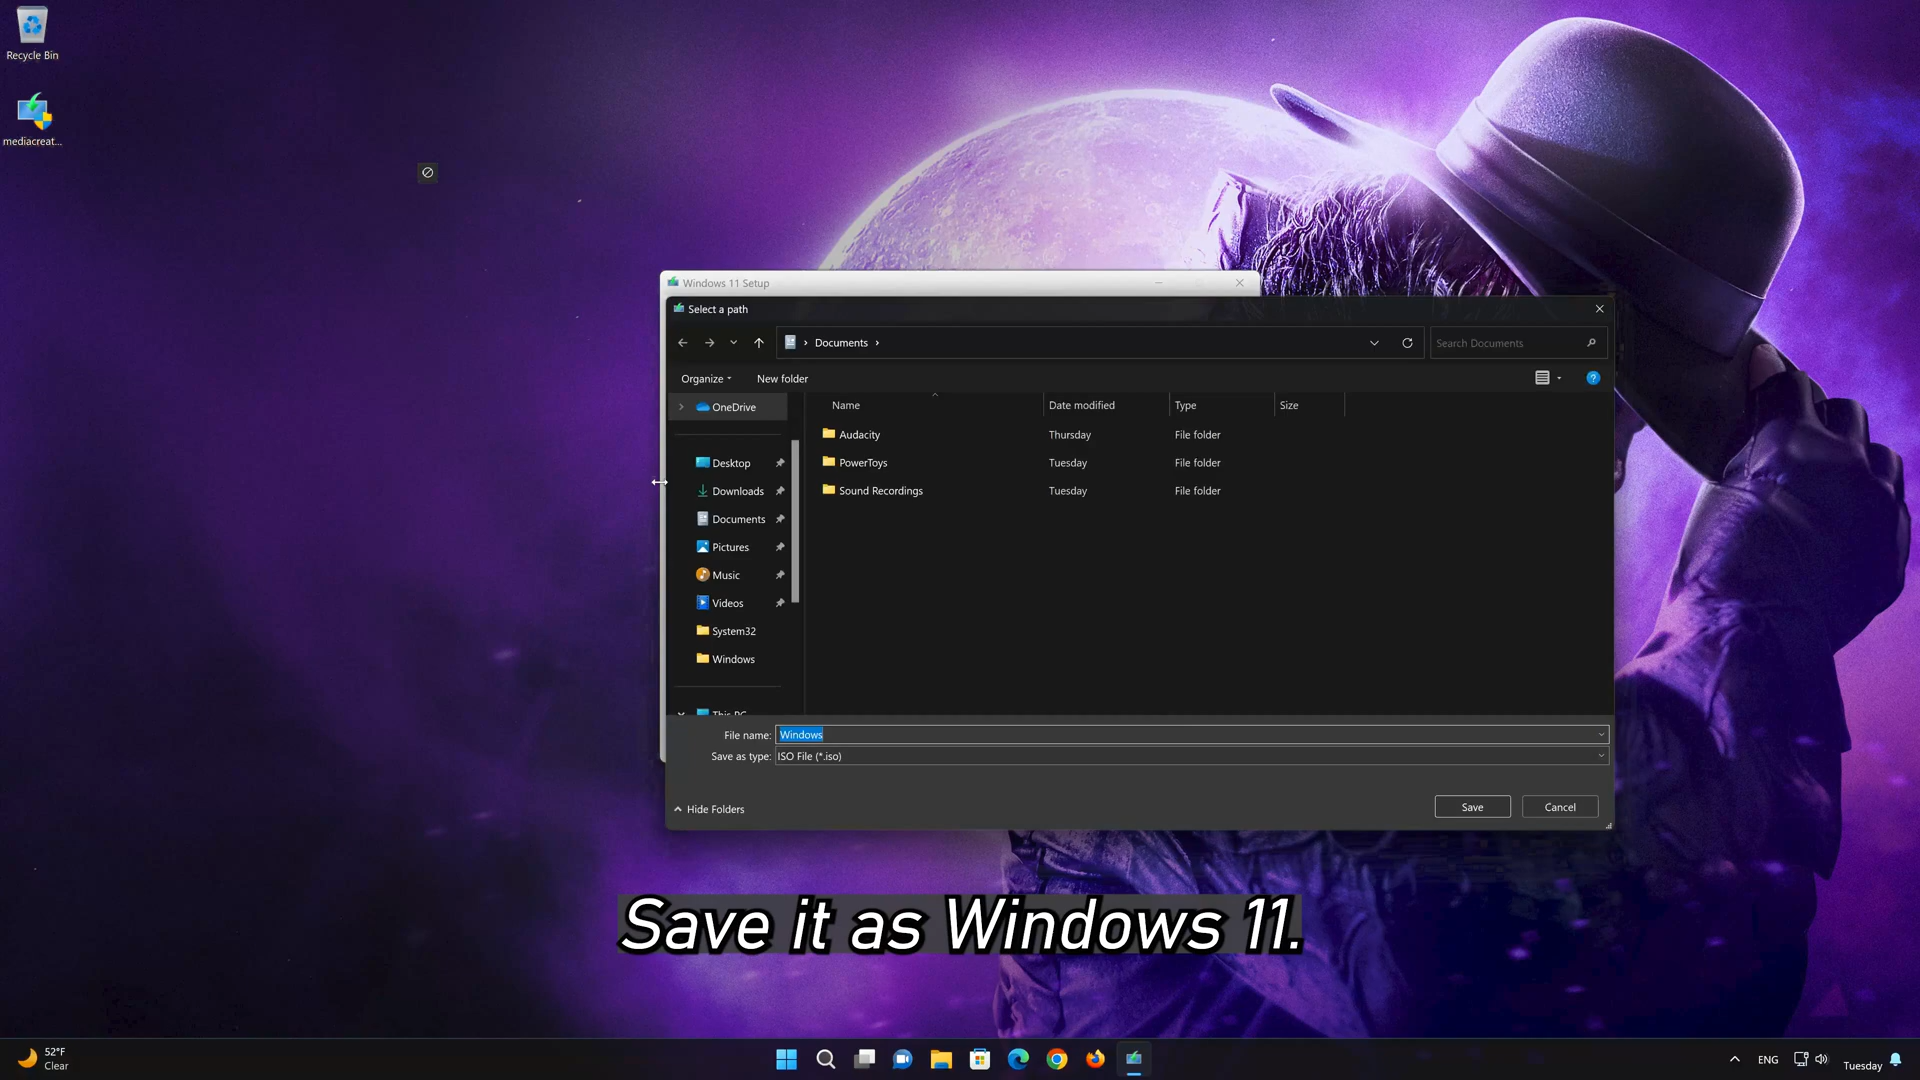 Recycle Bin
mediacreat...
Windows 11 Setup
Select a path
Documents
Search Documents
Organize
New folder
OneDrive
Desktop
Downloads
Documents
Pictures
Music
Videos
System32
Windows
This PC
Name
Date modified
Type
Size
Audacity
Thursday
File folder
PowerToys
Tuesday
File folder
Sound Recordings
Tuesday
File folder
File name:
Windows
Save as type:
ISO File (*.iso)
Hide Folders
Save
Cancel
Save it as Windows 11.
52°F
Clear
ENG
Tuesday